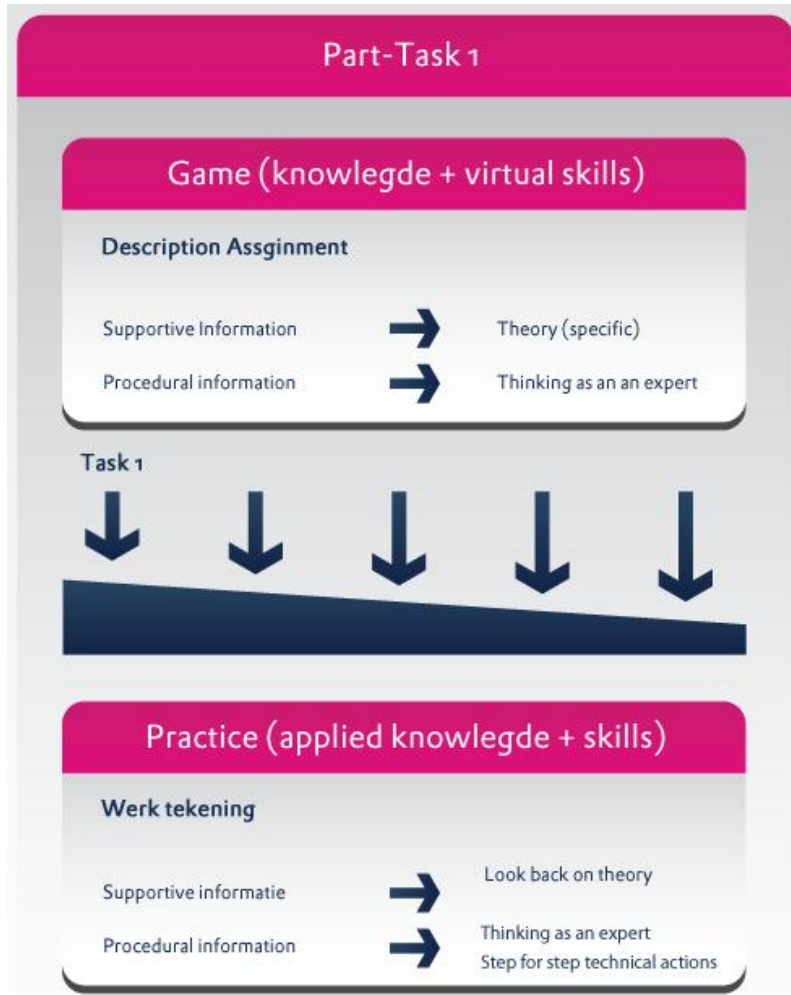 Part-Task 1
Game (knowlegde + virtual skills)
Description Assginment
Supportive Information
Theory (specific)
Procedural information
Thinking as an an expert
Task 1
Practice (applied knowlegde + skills)
Werk tekening
Supportive informatie
Look back on theory
Procedural information
Thinking as an expert
Step for step technical actions